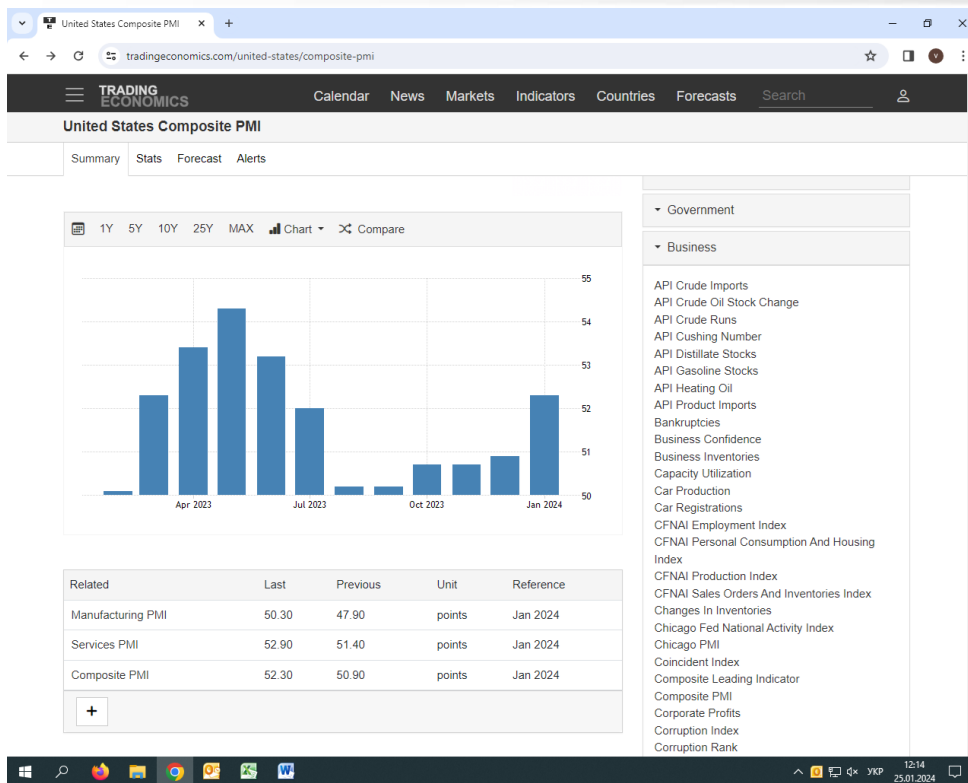 United States Composite PMI
tradingeconomics.com/united-states/composite-pmi
TRADING
ECONOMICS
Calendar News Markets Indicators Countries Forecasts Search
United States Composite PMI
Summary Stats Forecast Alerts
1Y 5Y 10Y 25Y MAX Chart Compare
55
54
53
52
51
50
Apr 2023 Jul 2023 Oct 2023 Jan 2024
Related Last Previous Unit Reference
Manufacturing PMI 50.30 47.90 points Jan 2024
Services PMI 52.90 51.40 points Jan 2024
Composite PMI 52.30 50.90 points Jan 2024
+
Government
Business
API Crude Imports
API Crude Oil Stock Change
API Crude Runs
API Cushing Number
API Distillate Stocks
API Gasoline Stocks
API Heating Oil
API Product Imports
Bankruptcies
Business Confidence
Business Inventories
Capacity Utilization
Car Production
Car Registrations
CFNAI Employment Index
CFNAI Personal Consumption And Housing
Index
CFNAI Production Index
CFNAI Sales Orders And Inventories Index
Changes In Inventories
Chicago Fed National Activity Index
Chicago PMI
Coincident Index
Composite Leading Indicator
Composite PMI
Corporate Profits
Corruption Index
Corruption Rank
УКР
12:14
25.01.2024